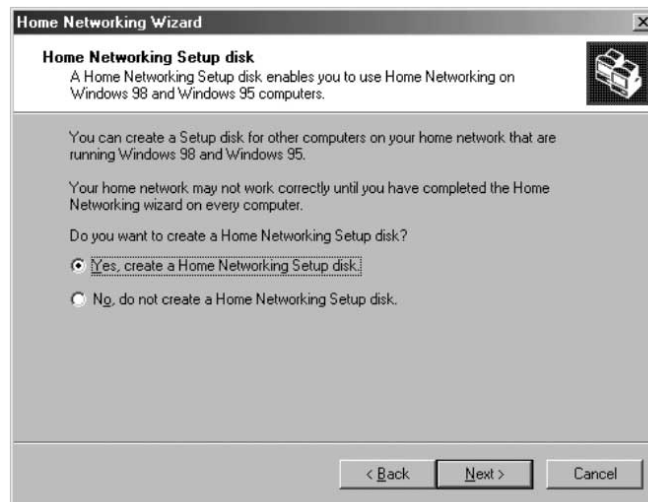 Home Networking Wizard
Home Networking Setup disk
A Home Networking Setup disk enables you to use Home Networking on
Windows 98 and Windows 95 computers.
You can create a Setup disk for other computers on your home network that are
running Windows 98 and Windows 95.
Your home network may not work correctly until you have completed the Home
Networking wizard on every computer.
Do you want to create a Home Networking Setup disk?
Yes, create a Home Networking Setup disk.
No, do not create a Home Networking Setup disk.
< Back
Next >
Cancel